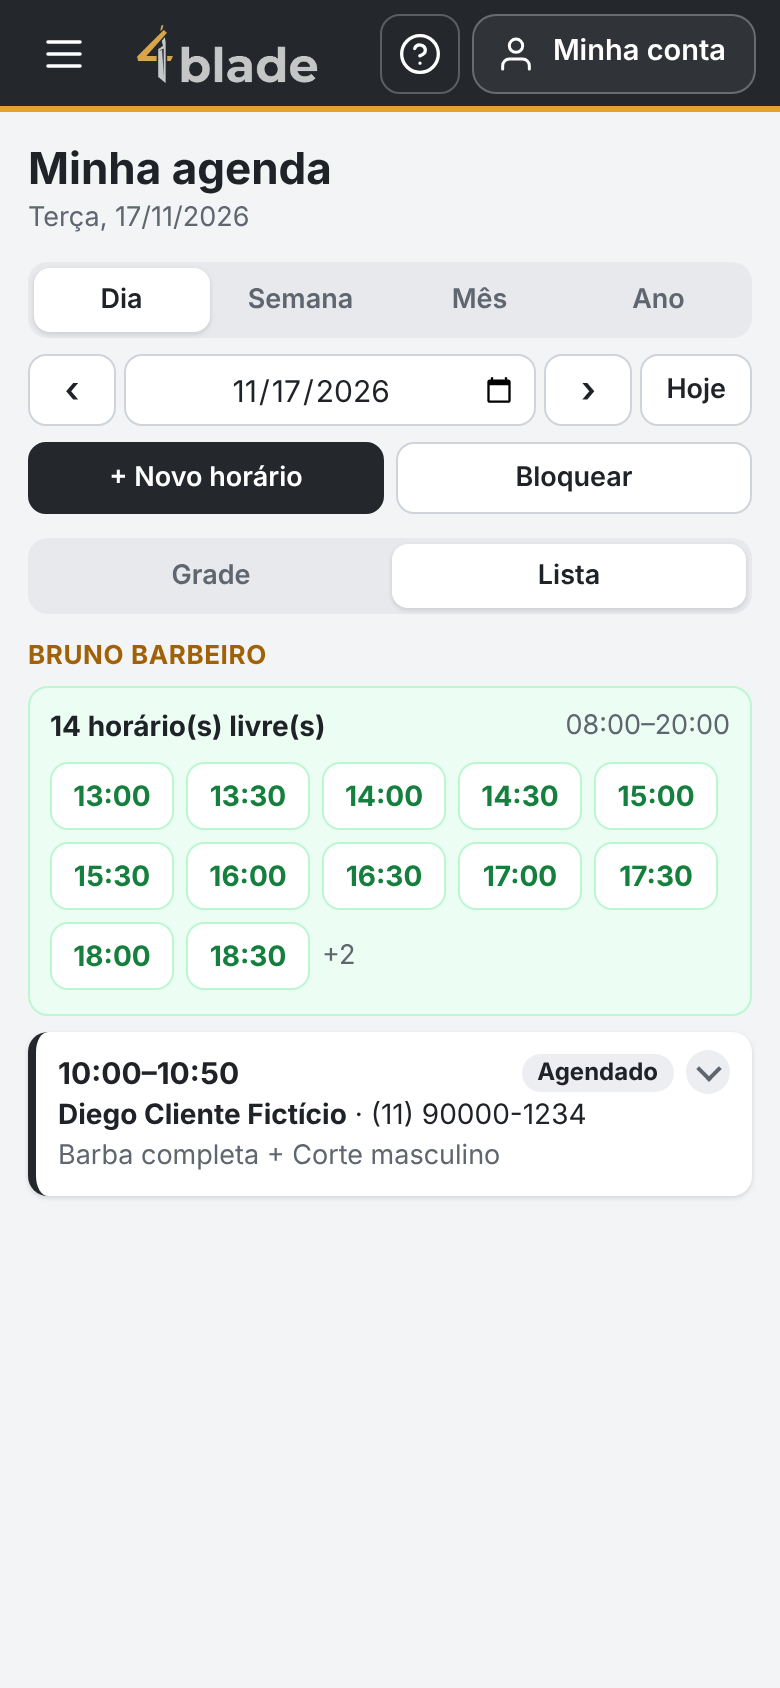 4blade
Minha conta
Minha agenda
Terça, 17/11/2026
Dia Semana Mês Ano
‹ 11/17/2026 › Hoje
+ Novo horário Bloquear
Grade Lista
BRUNO BARBEIRO
14 horário(s) livre(s) 08:00–20:00
13:00 13:30 14:00 14:30 15:00
15:30 16:00 16:30 17:00 17:30
18:00 18:30 +2
10:00–10:50 Agendado
Diego Cliente Fictício · (11) 90000-1234
Barba completa + Corte masculino